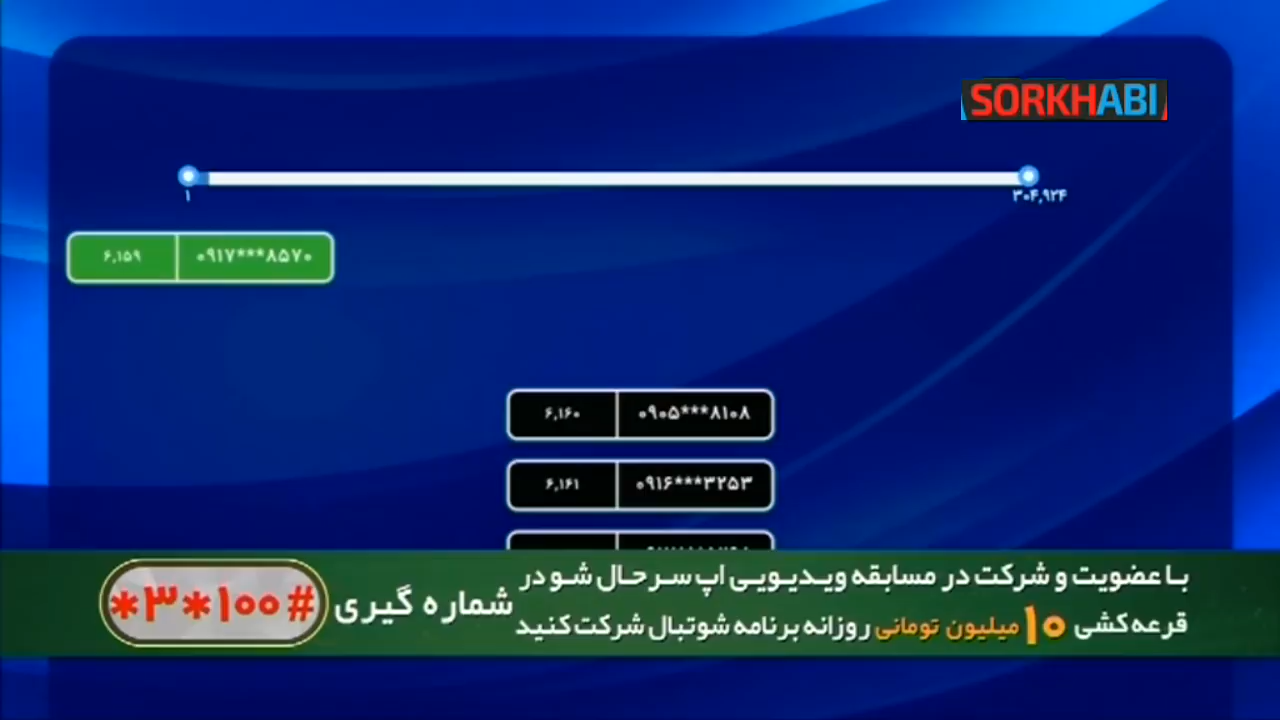 SORKHABI
۱
۳۰۴,۹۲۴
۶,۱۵۹ ۰۹۱۷***۸۵۷۰
۶,۱۶۰ ۰۹۰۵***۸۱۰۸
۶,۱۶۱ ۰۹۱۶***۳۲۵۳
با عضویت و شرکت در مسابقه ویدیویی اپ سرحال شو در
قرعه کشی ۱۰ میلیون تومانی روزانه برنامه شوتبال شرکت کنید
شماره گیری
*۳*۱۰۰#